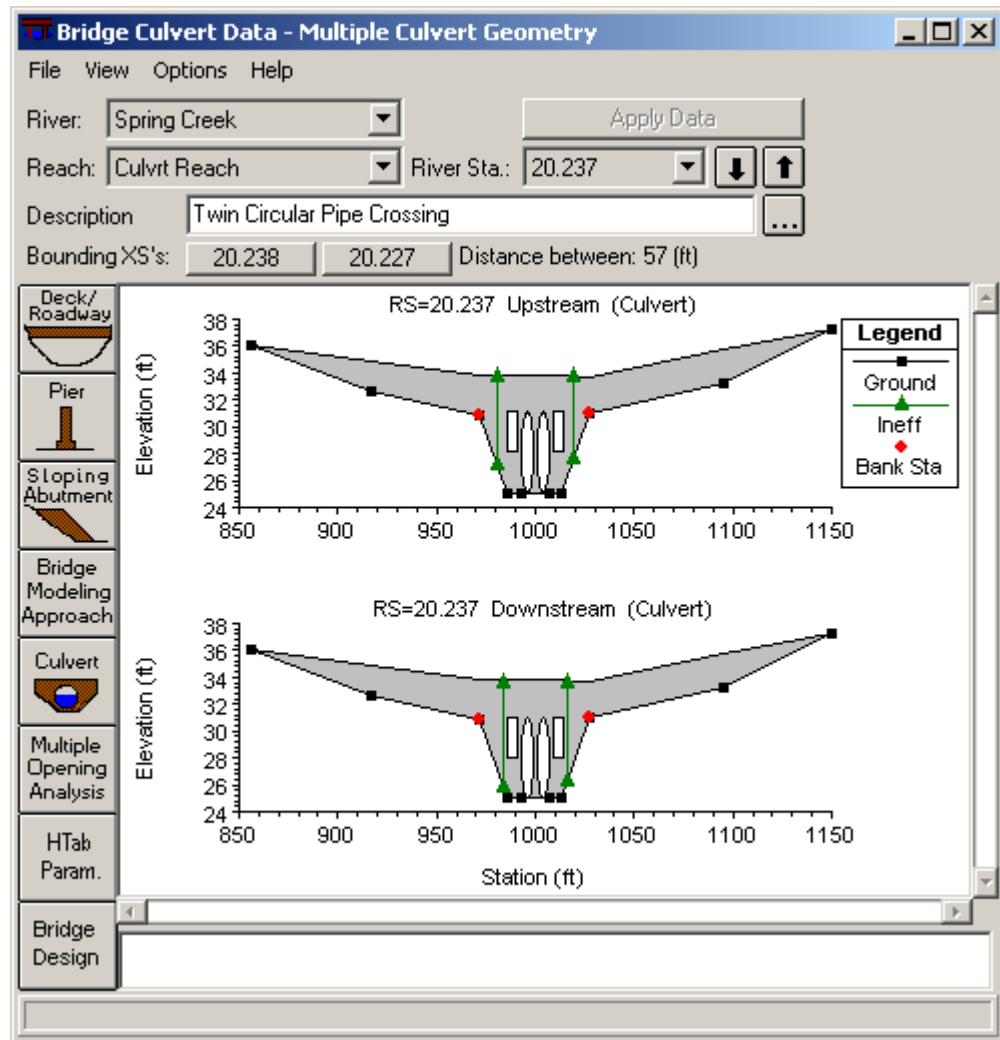 Bridge Culvert Data - Multiple Culvert Geometry
File View Options Help
River: Spring Creek Apply Data
Reach: Culvrt Reach River Sta.: 20.237
Description Twin Circular Pipe Crossing ...
Bounding XS's: 20.238 20.227 Distance between: 57 (ft)
Deck/
Roadway
Pier
Sloping
Abutment
Bridge
Modeling
Approach
Culvert
Multiple
Opening
Analysis
HTab
Param.
Bridge
Design
RS=20.237 Upstream (Culvert)
Elevation (ft)
38
36
34
32
30
28
26
24
850 900 950 1000 1050 1100 1150
Legend
Ground
Ineff
Bank Sta
RS=20.237 Downstream (Culvert)
Elevation (ft)
38
36
34
32
30
28
26
24
850 900 950 1000 1050 1100 1150
Station (ft)